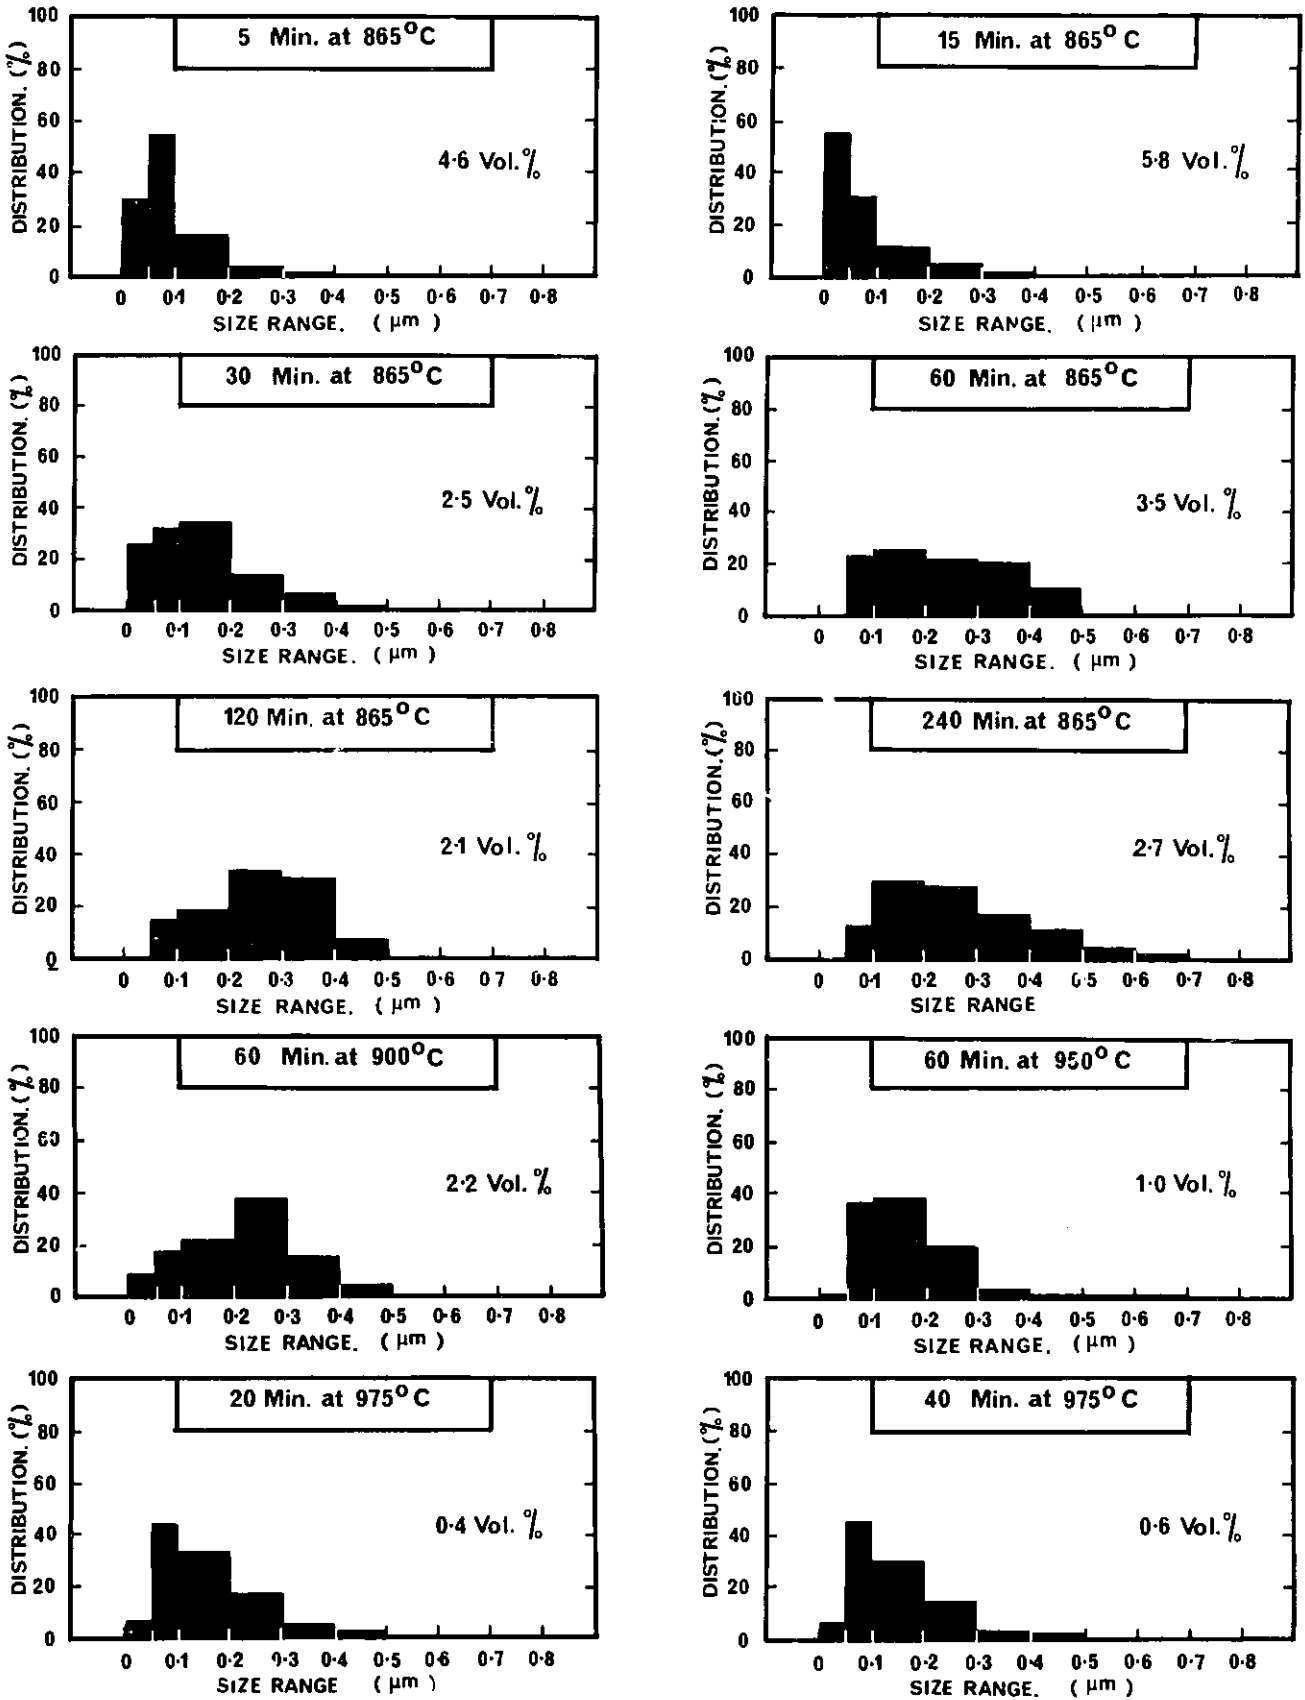 5 Min. at 865°C
DISTRIBUTION. (%)
100
80
60
40
20
0
4·6 Vol.%
0 0·1 0·2 0·3 0·4 0·5 0·6 0·7 0·8
SIZE RANGE. ( µm )
15 Min. at 865°C
DISTRIBUTION. (%)
100
80
60
40
20
0
5·8 Vol.%
0 0·1 0·2 0·3 0·4 0·5 0·6 0·7 0·8
SIZE RANGE. ( µm )
30 Min. at 865°C
DISTRIBUTION. (%)
100
80
60
40
20
0
2·5 Vol.%
0 0·1 0·2 0·3 0·4 0·5 0·6 0·7 0·8
SIZE RANGE. ( µm )
60 Min. at 865°C
DISTRIBUTION. (%)
100
80
60
40
20
0
3·5 Vol.%
0 0·1 0·2 0·3 0·4 0·5 0·6 0·7 0·8
SIZE RANGE. ( µm )
120 Min. at 865°C
DISTRIBUTION. (%)
100
80
60
40
20
0
2·1 Vol.%
0 0·1 0·2 0·3 0·4 0·5 0·6 0·7 0·8
SIZE RANGE. ( µm )
240 Min. at 865°C
DISTRIBUTION. (%)
100
80
60
40
20
0
2·7 Vol.%
0 0·1 0·2 0·3 0·4 0·5 0·6 0·7 0·8
SIZE RANGE
60 Min. at 900°C
DISTRIBUTION. (%)
100
80
60
40
20
0
2·2 Vol.%
0 0·1 0·2 0·3 0·4 0·5 0·6 0·7 0·8
SIZE RANGE. ( µm )
60 Min. at 950°C
DISTRIBUTION. (%)
100
80
60
40
20
0
1·0 Vol.%
0 0·1 0·2 0·3 0·4 0·5 0·6 0·7 0·8
SIZE RANGE. ( µm )
20 Min. at 975°C
DISTRIBUTION. (%)
100
80
60
40
20
0
0·4 Vol.%
0 0·1 0·2 0·3 0·4 0·5 0·6 0·7 0·8
SIZE RANGE ( µm )
40 Min. at 975°C
DISTRIBUTION. (%)
100
80
60
40
20
0
0·6 Vol.%
0 0·1 0·2 0·3 0·4 0·5 0·6 0·7 0·8
SIZE RANGE. ( µm )